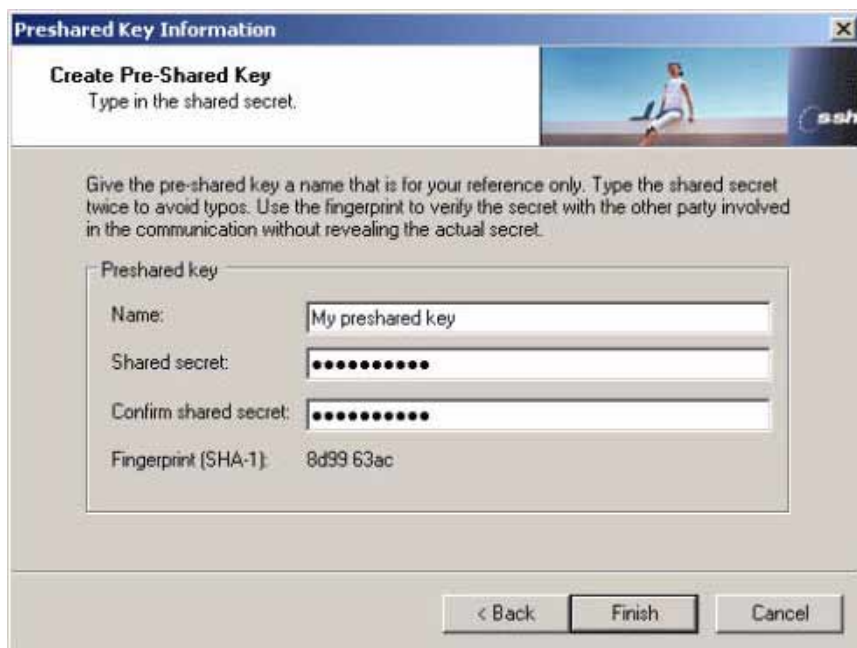 Preshared Key Information
Create Pre-Shared Key
Type in the shared secret.
ssh
Give the pre-shared key a name that is for your reference only. Type the shared secret
twice to avoid typos. Use the fingerprint to verify the secret with the other party involved
in the communication without revealing the actual secret.
Preshared key
Name: My preshared key
Shared secret: ●●●●●●●●●●
Confirm shared secret: ●●●●●●●●●●
Fingerprint (SHA-1): 8d99 63ac
< Back Finish Cancel